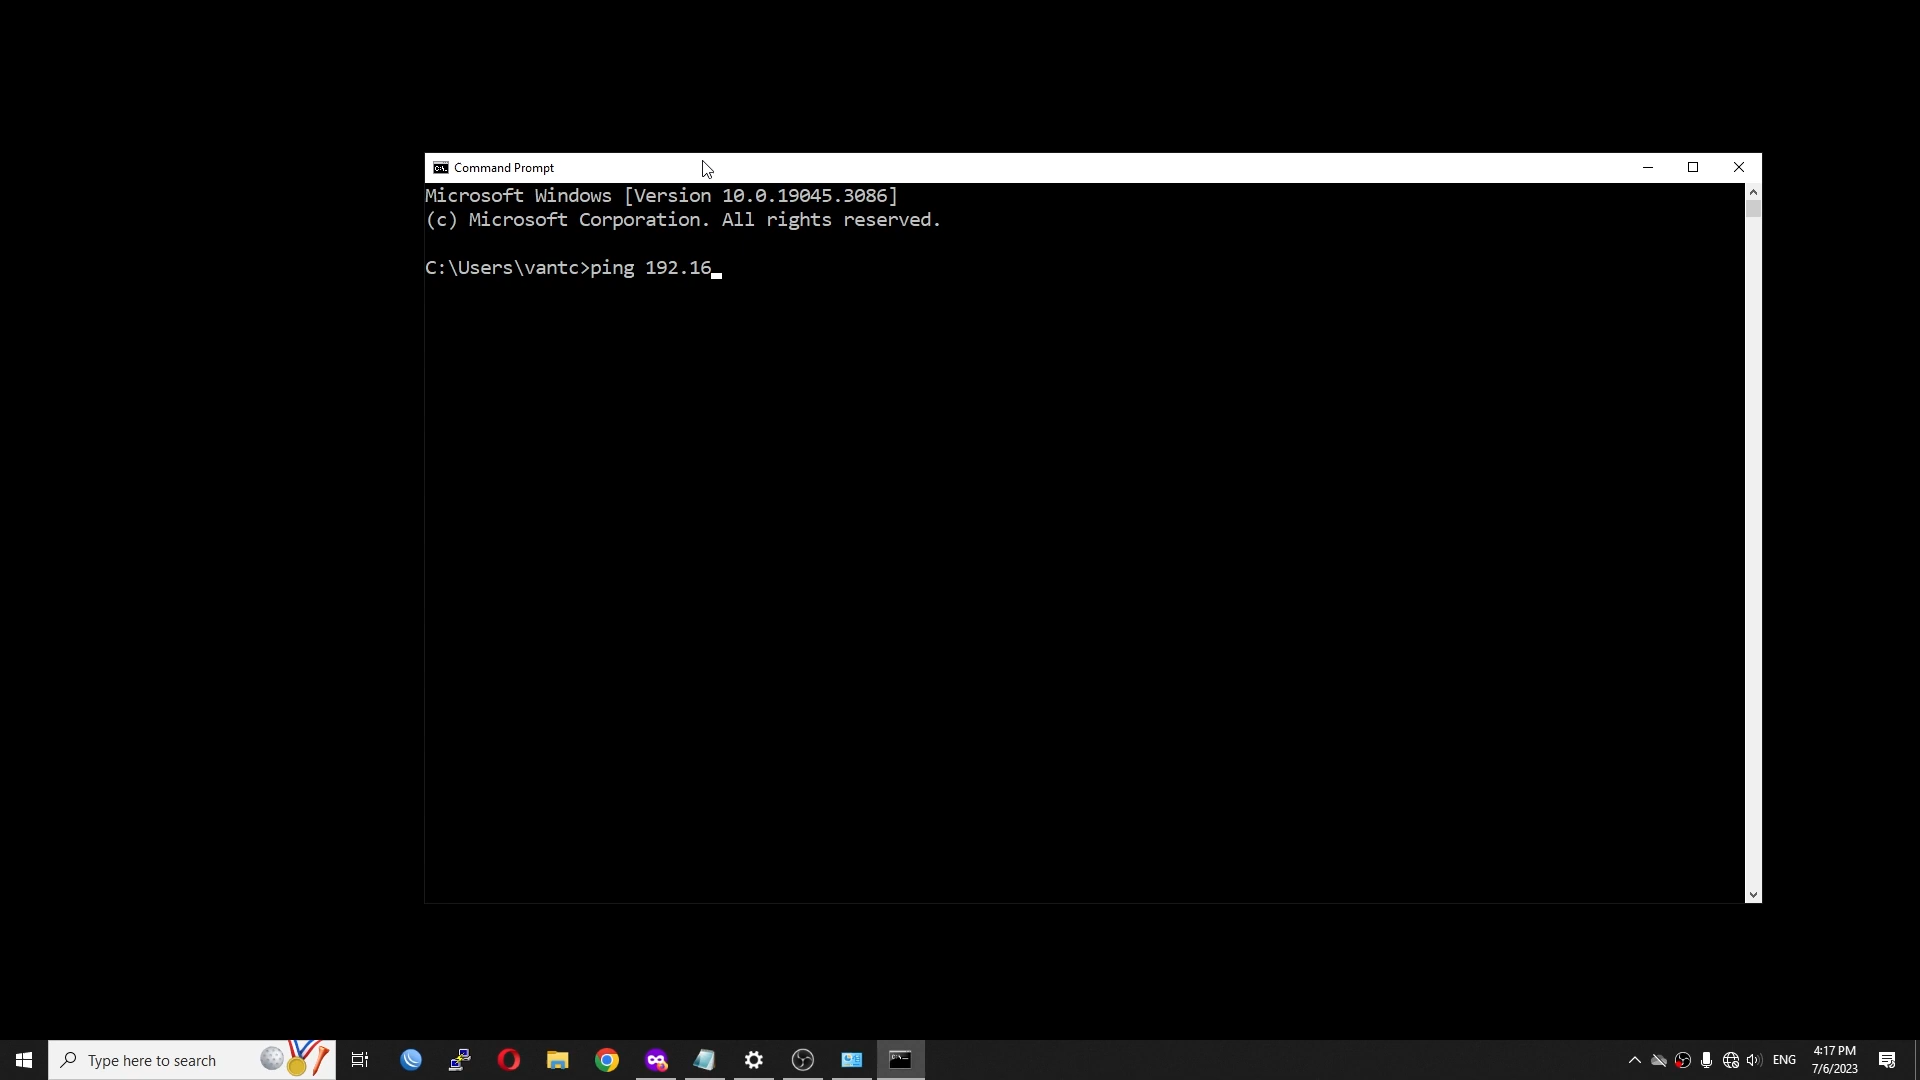 Command Prompt
Microsoft Windows [Version 10.0.19045.3086]
(c) Microsoft Corporation. All rights reserved.
C:\Users\vantc>ping 192.16
Type here to search
ENG
4:17 PM
7/6/2023